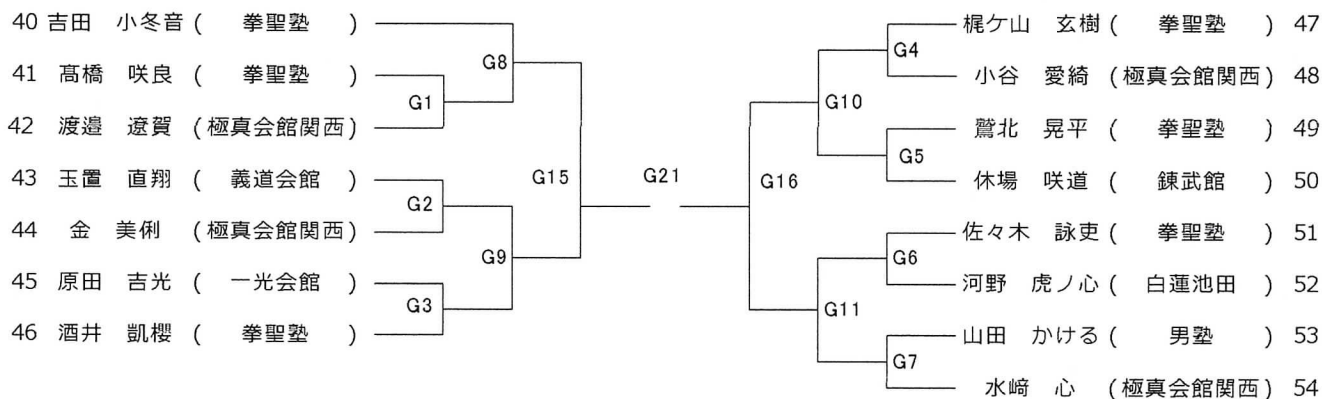 40 吉田 小冬音 ( 拳聖塾 )
41 髙橋 咲良 ( 拳聖塾 )
42 渡邉 遼賀 (極真会館関西)
43 玉置 直翔 ( 義道会館 )
44 金 美俐 (極真会館関西)
45 原田 吉光 ( 一光会館 )
46 酒井 凱櫻 ( 拳聖塾 )
G1
G2
G3
G8
G9
G15
G21
G16
G10
G11
G4
G5
G6
G7
梶ケ山 玄樹 ( 拳聖塾 ) 47
小谷 愛綺 (極真会館関西) 48
鷲北 晃平 ( 拳聖塾 ) 49
休場 咲道 ( 錬武館 ) 50
佐々木 詠吏 ( 拳聖塾 ) 51
河野 虎ノ心 ( 白蓮池田 ) 52
山田 かける ( 男塾 ) 53
水﨑 心 (極真会館関西) 54